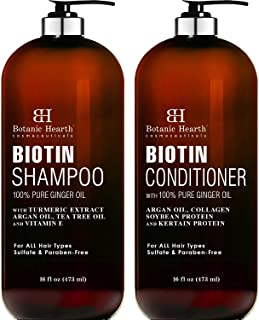 BH
Botanic Hearth
cosmeceuticals
BIOTIN
SHAMPOO
100% PURE GINGER OIL
WITH TURMERIC EXTRACT
ARGAN OIL, TEA TREE OIL
AND VITAMIN E
For ALL Hair Types
Sulfate & Paraben-Free
16 fl oz (473 ml)
BH
Botanic Hearth
cosmeceuticals
BIOTIN
CONDITIONER
WITH 100% PURE GINGER OIL
ARGAN OIL, COLLAGEN
SOYBEAN PROTEIN
AND KERTAIN PROTEIN
For ALL Hair Types
Sulfate & Paraben-Free
16 fl oz (473 ml)